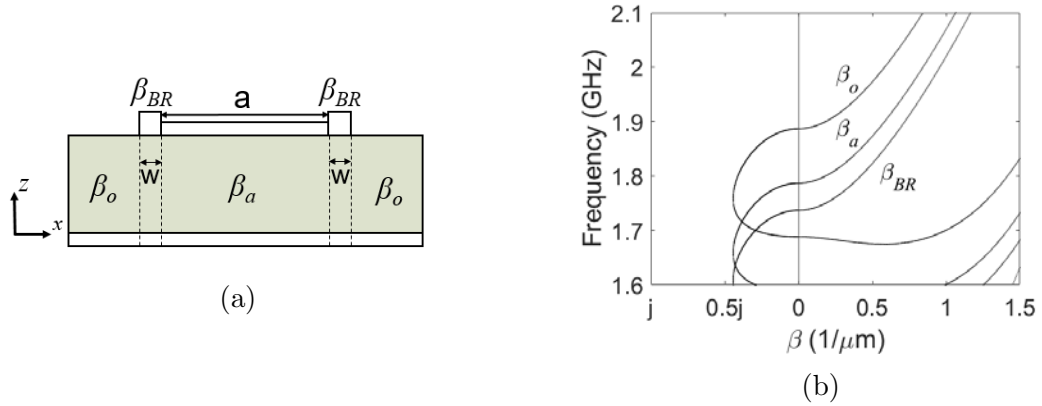 β_BR a β_BR
w w
β_o β_a β_o
z
x
(a)
Frequency (GHz)
2.1
2
1.9
1.8
1.7
1.6
β_o
β_a
β_BR
j 0.5j 0 0.5 1 1.5
β (1/μm)
(b)